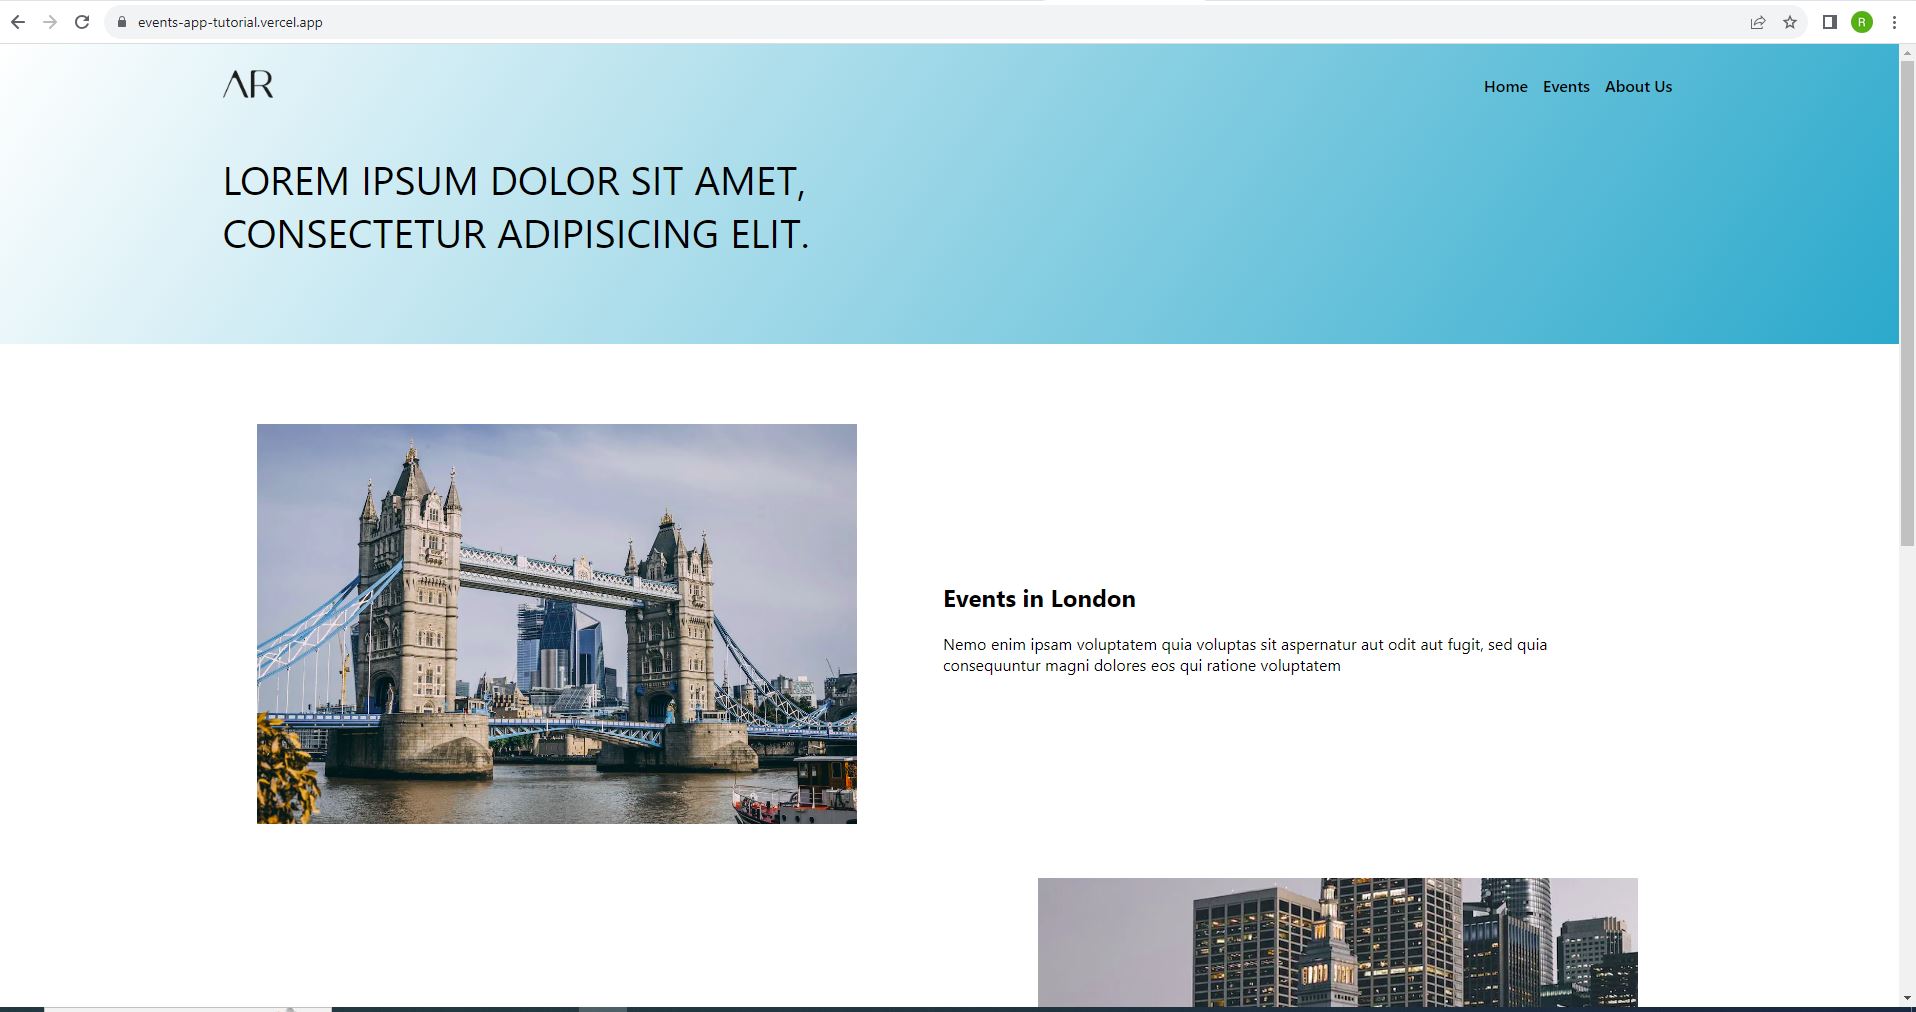 events-app-tutorial.vercel.app
R
AR
Home Events About Us
LOREM IPSUM DOLOR SIT AMET,
CONSECTETUR ADIPISICING ELIT.
Events in London
Nemo enim ipsam voluptatem quia voluptas sit aspernatur aut odit aut fugit, sed quia
consequuntur magni dolores eos qui ratione voluptatem